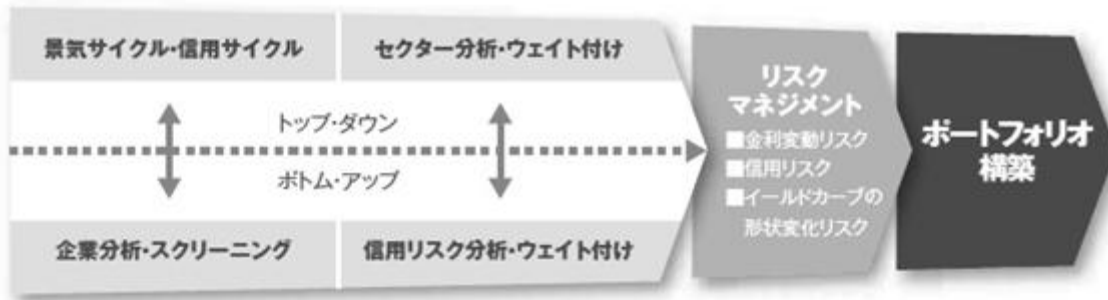 景気サイクル・信用サイクル
セクター分析・ウェイト付け
トップ・ダウン
ボトム・アップ
企業分析・スクリーニング
信用リスク分析・ウェイト付け
リスク
マネジメント
■金利変動リスク
■信用リスク
■イールドカーブの
形状変化リスク
ポートフォリオ
構築